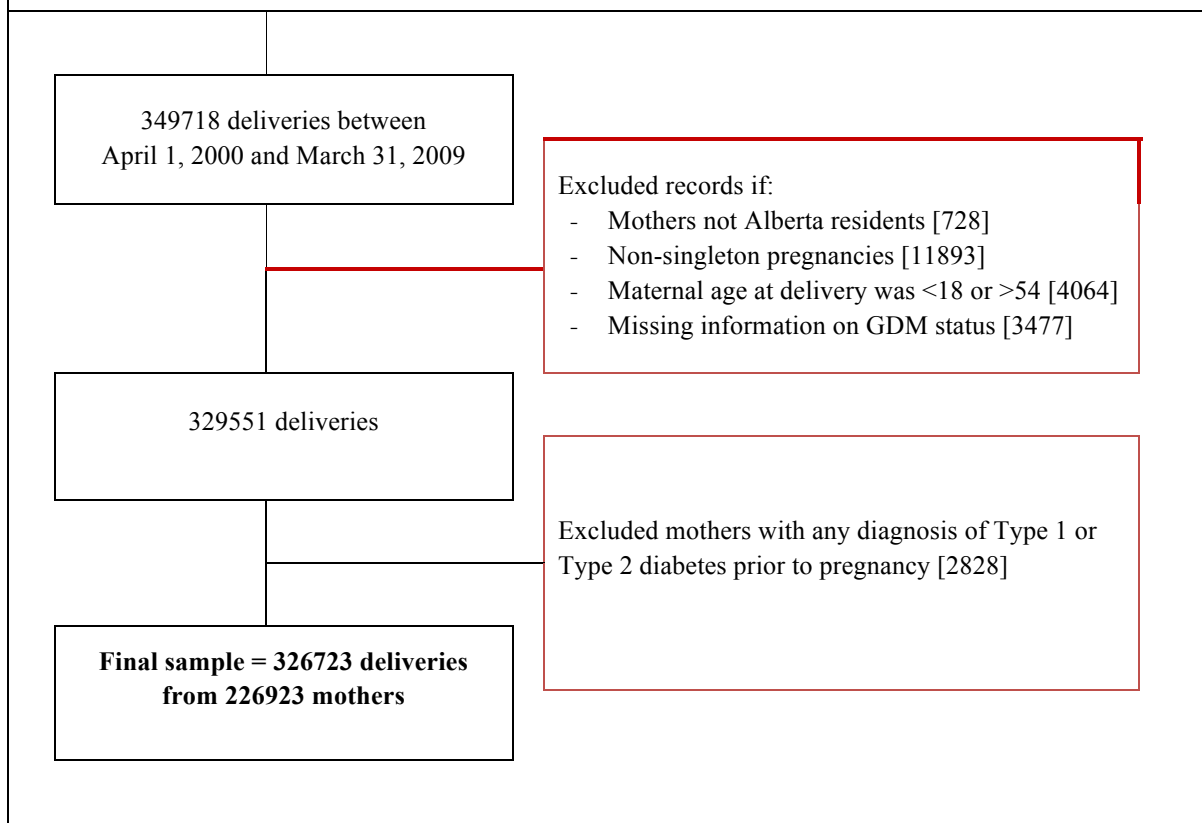 349718 deliveries between
April 1, 2000 and March 31, 2009
Excluded records if:
- Mothers not Alberta residents [728]
- Non-singleton pregnancies [11893]
- Maternal age at delivery was <18 or >54 [4064]
- Missing information on GDM status [3477]
329551 deliveries
Excluded mothers with any diagnosis of Type 1 or
Type 2 diabetes prior to pregnancy [2828]
Final sample = 326723 deliveries
from 226923 mothers